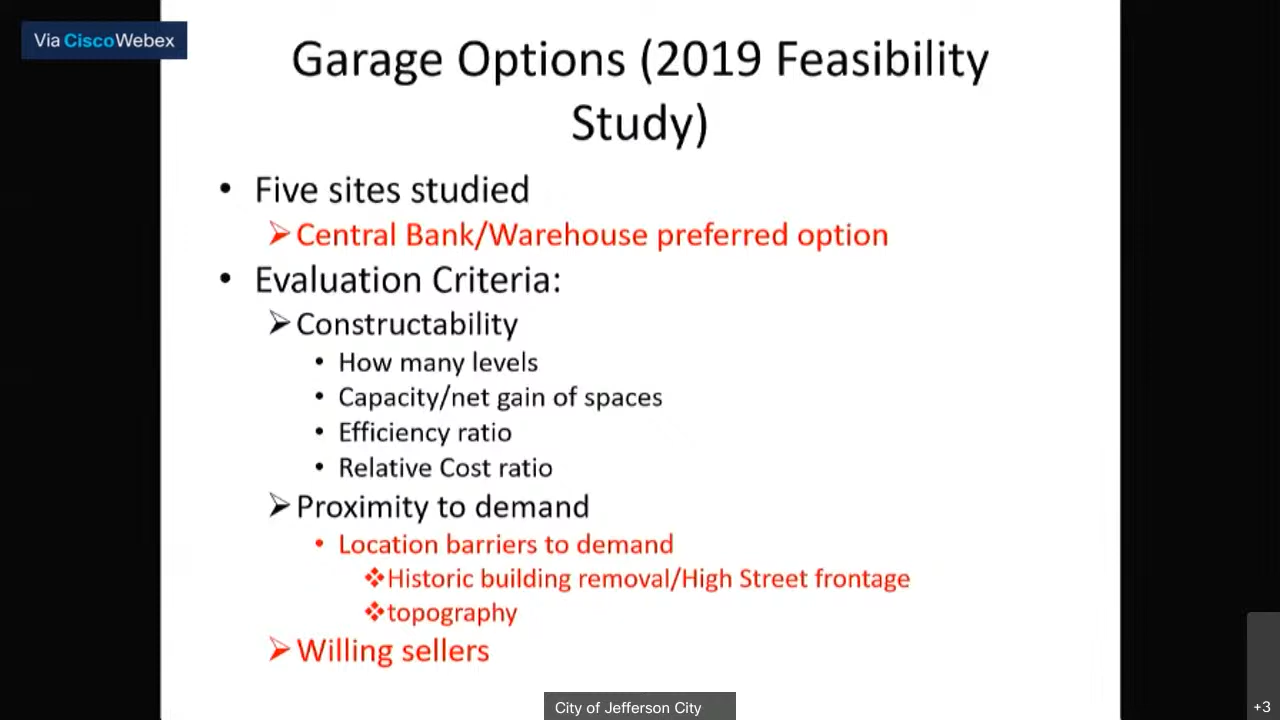 Via CiscoWebex
Garage Options (2019 Feasibility
Study)
• Five sites studied
➢Central Bank/Warehouse preferred option
• Evaluation Criteria:
➢Constructability
• How many levels
• Capacity/net gain of spaces
• Efficiency ratio
• Relative Cost ratio
➢Proximity to demand
• Location barriers to demand
❖Historic building removal/High Street frontage
❖topography
➢Willing sellers
City of Jefferson City
+3